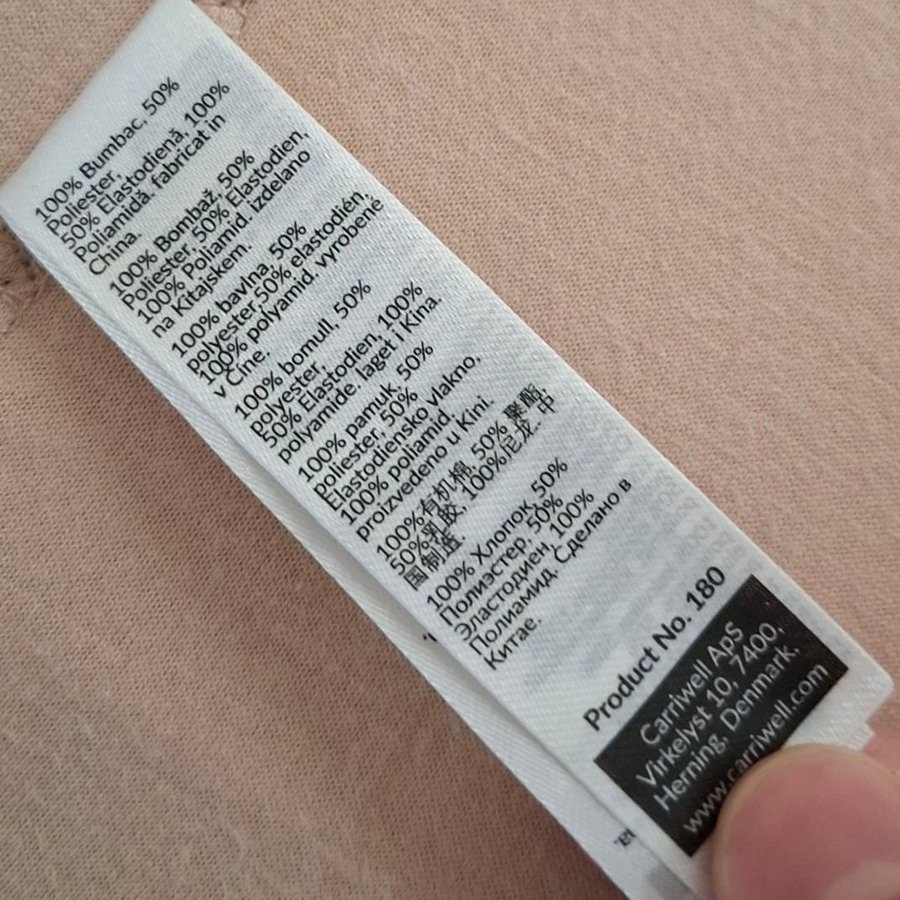 100% Bumbac, 50%
Poliester,
50% Elastodienă, 100%
Poliamidă. fabricat in
China.
100% Bombaž, 50%
Poliester, 50% Elastodien,
100% Poliamid. izdelano
na Kitajskem.
100% bavlna, 50%
polyester,50% elastodién,
100% polyamid. vyrobené
v Číne.
100% bomull, 50%
polyester,
50% Elastodien, 100%
polyamide. laget i Kina.
100% pamuk, 50%
poliester, 50%
Elastodiensko vlakno,
100% poliamid,
proizvedeno u Kini.
100%有机棉, 50% 聚酯,
50%乳胶, 100%尼龙. 中
国制造.
100% Хлопок, 50%
Полиэстер, 50%
Эластодиен, 100%
Полиамид. Сделано в
Китае.
Product No. 180
Carriwell ApS
Virkelyst 10, 7400,
Herning, Denmark,
www.carriwell.com